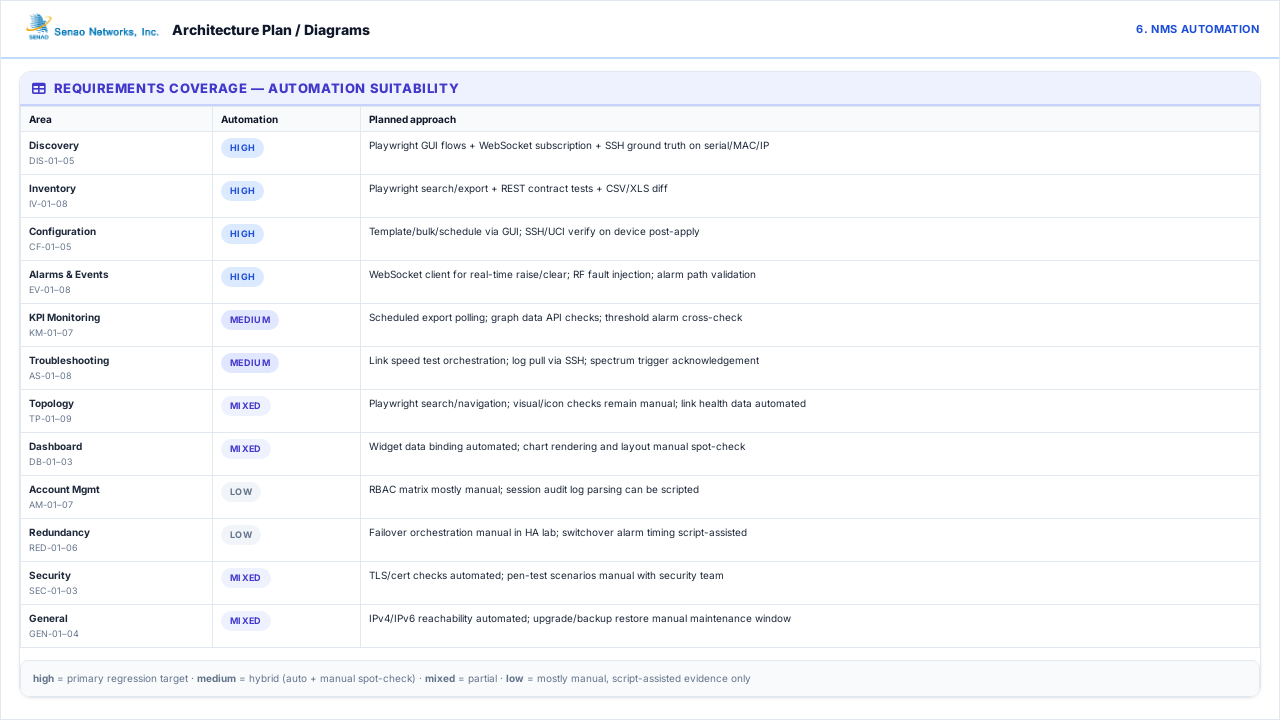 SENAO
Senao Networks, Inc.
Architecture Plan / Diagrams
6. NMS AUTOMATION
REQUIREMENTS COVERAGE — AUTOMATION SUITABILITY
Area Automation Planned approach
Discovery HIGH Playwright GUI flows + WebSocket subscription + SSH ground truth on serial/MAC/IP
DIS-01–05
Inventory HIGH Playwright search/export + REST contract tests + CSV/XLS diff
IV-01–08
Configuration HIGH Template/bulk/schedule via GUI; SSH/UCI verify on device post-apply
CF-01–05
Alarms & Events HIGH WebSocket client for real-time raise/clear; RF fault injection; alarm path validation
EV-01–08
KPI Monitoring MEDIUM Scheduled export polling; graph data API checks; threshold alarm cross-check
KM-01–07
Troubleshooting MEDIUM Link speed test orchestration; log pull via SSH; spectrum trigger acknowledgement
AS-01–08
Topology MIXED Playwright search/navigation; visual/icon checks remain manual; link health data automated
TP-01–09
Dashboard MIXED Widget data binding automated; chart rendering and layout manual spot-check
DB-01–03
Account Mgmt LOW RBAC matrix mostly manual; session audit log parsing can be scripted
AM-01–07
Redundancy LOW Failover orchestration manual in HA lab; switchover alarm timing script-assisted
RED-01–06
Security MIXED TLS/cert checks automated; pen-test scenarios manual with security team
SEC-01–03
General MIXED IPv4/IPv6 reachability automated; upgrade/backup restore manual maintenance window
GEN-01–04
high = primary regression target · medium = hybrid (auto + manual spot-check) · mixed = partial · low = mostly manual, script-assisted evidence only